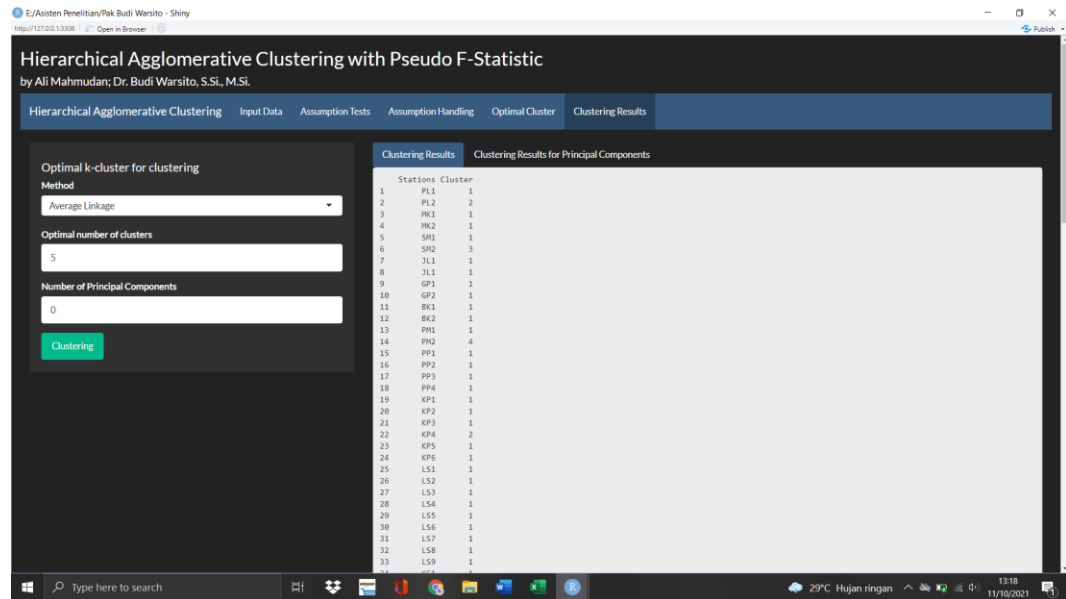 E:/Asisten Penelitian/Pak Budi Warsito - Shiny
http://127.0.0.1:3306 Open in Browser Publish
Hierarchical Agglomerative Clustering with Pseudo F-Statistic
by Ali Mahmudan; Dr. Budi Warsito, S.Si., M.Si.
Hierarchical Agglomerative Clustering Input Data Assumption Tests Assumption Handling Optimal Cluster Clustering Results
Optimal k-cluster for clustering
Method
Average Linkage
Optimal number of clusters
5
Number of Principal Components
0
Clustering
Clustering Results Clustering Results for Principal Components
Stations Cluster
1 PL1 1
2 PL2 2
3 MK1 1
4 MK2 1
5 SM1 1
6 SM2 3
7 JL1 1
8 JL1 1
9 GP1 1
10 GP2 1
11 BK1 1
12 BK2 1
13 PM1 1
14 PM2 4
15 PP1 1
16 PP2 1
17 PP3 1
18 PP4 1
19 KP1 1
20 KP2 1
21 KP3 1
22 KP4 2
23 KP5 1
24 KP6 1
25 LS1 1
26 LS2 1
27 LS3 1
28 LS4 1
29 LS5 1
30 LS6 1
31 LS7 1
32 LS8 1
33 LS9 1
Type here to search
29°C Hujan ringan
13:18
11/10/2021